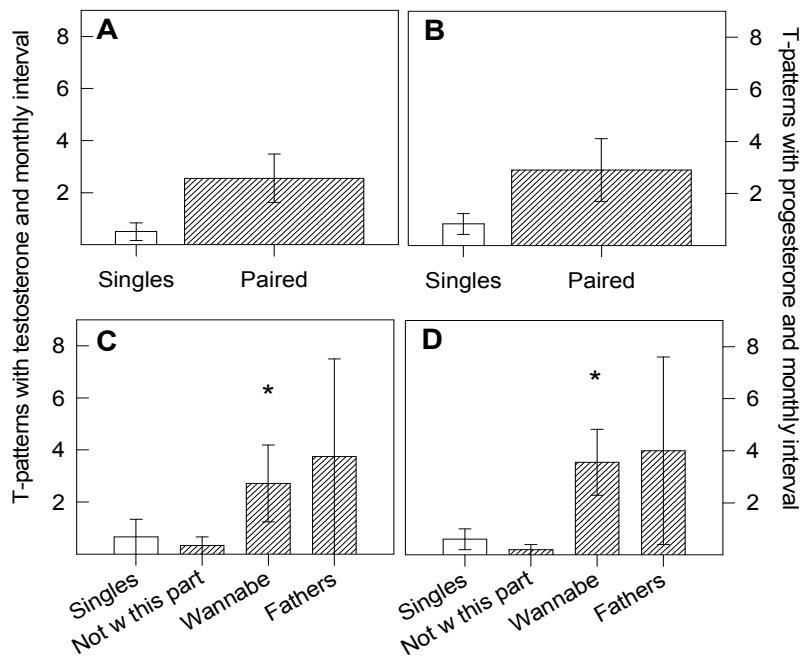 T-patterns with testosterone and monthly interval
A
8
6
4
2
Singles
Paired
B
8
6
4
2
Singles
Paired
T-patterns with progesterone and monthly interval
C
8
6
4
2
*
Singles
Not w this part
Wannabe
Fathers
D
8
6
4
2
*
Singles
Not w this part
Wannabe
Fathers